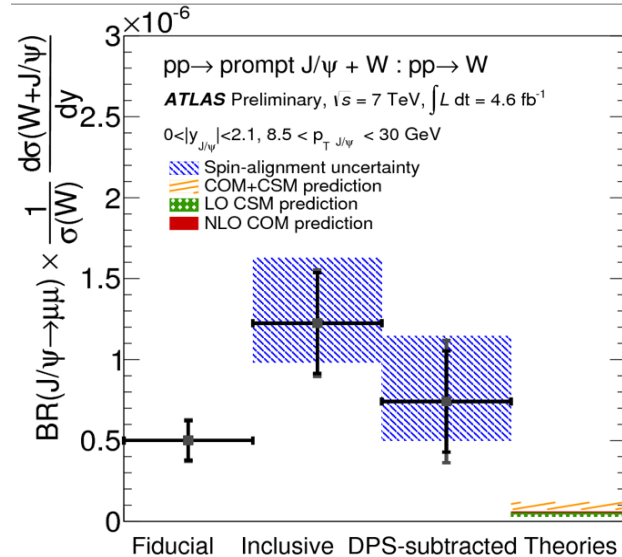 ×10⁻⁶
pp→ prompt J/ψ + W : pp→ W
ATLAS Preliminary, √s = 7 TeV, ∫L dt = 4.6 fb⁻¹
0<|y_J/ψ|<2.1, 8.5 < p_T J/ψ < 30 GeV
Spin-alignment uncertainty
COM+CSM prediction
LO CSM prediction
NLO COM prediction
BR(J/ψ→μμ) × 1/σ(W) dσ(W+J/ψ)/dy
3
2.5
2
1.5
1
0.5
0
Fiducial Inclusive DPS-subtracted Theories